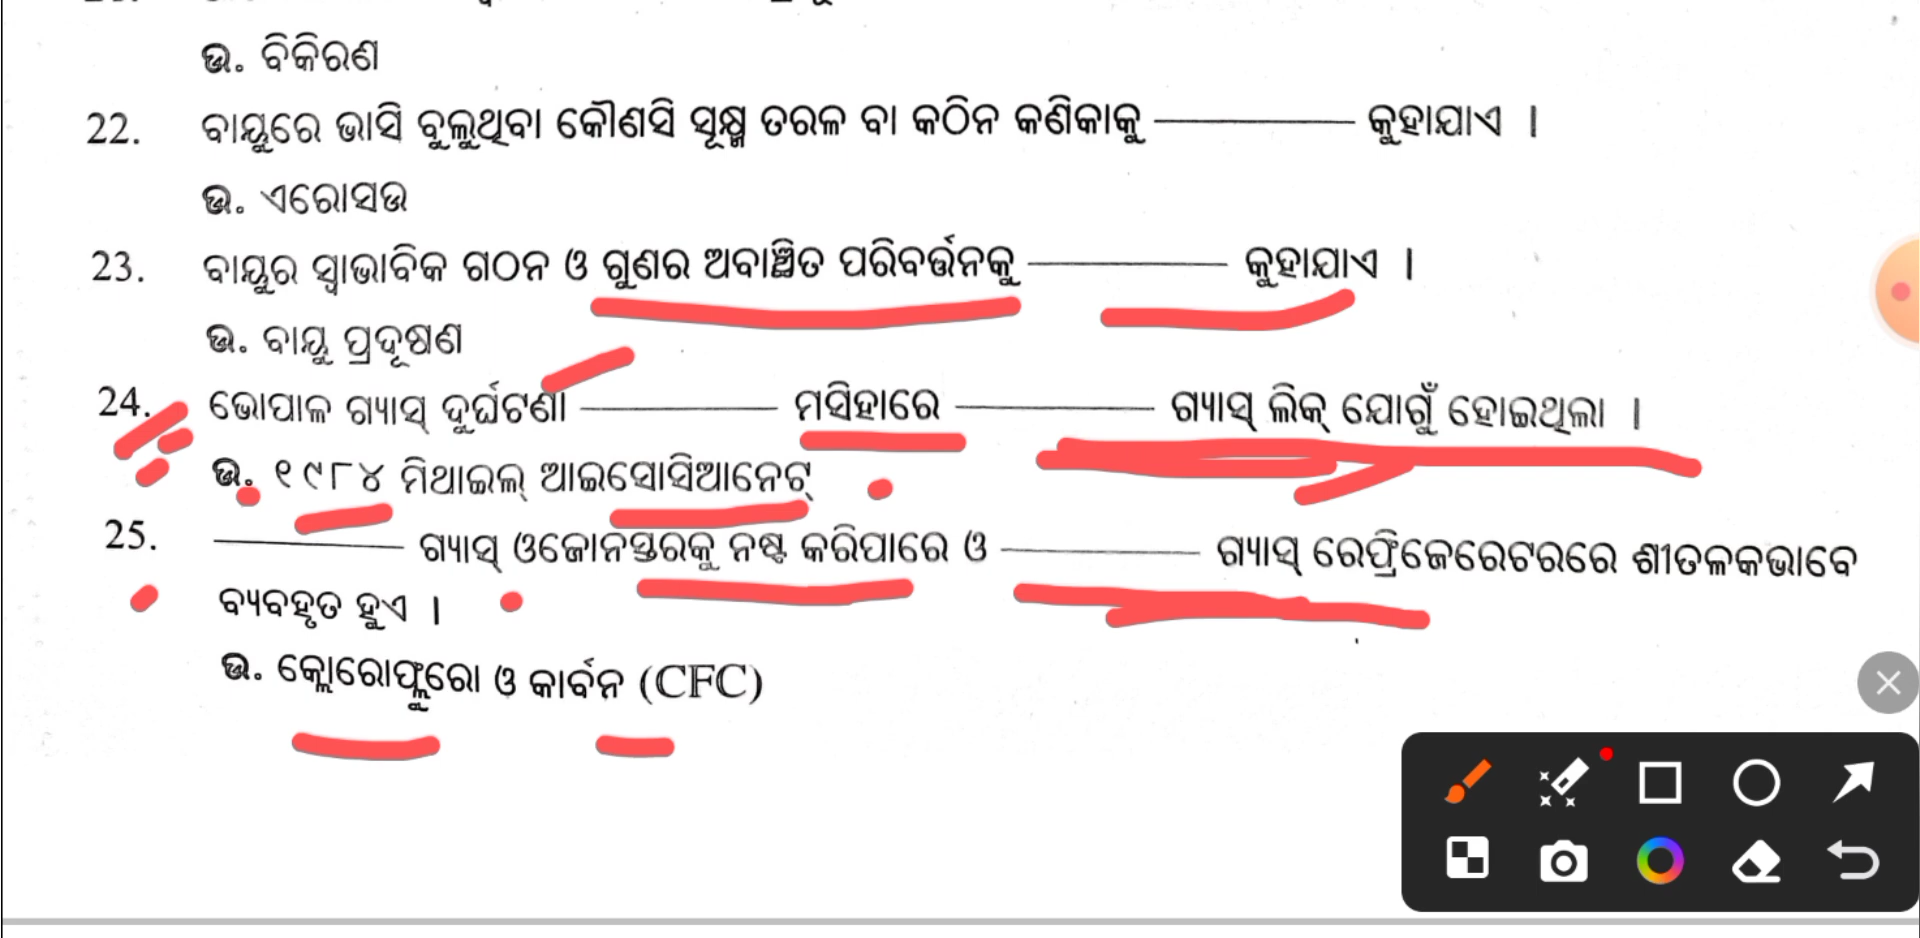 ଉ. ବିକିରଣ
22. ବାୟୁରେ ଭାସି ବୁଲୁଥିବା କୌଣସି ସୂକ୍ଷ୍ମ ତରଳ ବା କଠିନ କଣିକାକୁ ———— କୁହାଯାଏ ।
ଉ. ଏରୋସଉ
23. ବାୟୁର ସ୍ୱାଭାବିକ ଗଠନ ଓ ଗୁଣର ଅବାଞ୍ଛିତ ପରିବର୍ତ୍ତନକୁ ———— କୁହାଯାଏ ।
ଉ. ବାୟୁ ପ୍ରଦୂଷଣ
24. ଭୋପାଳ ଗ୍ୟାସ୍ ଦୁର୍ଘଟଣା ———— ମସିହାରେ ———— ଗ୍ୟାସ୍ ଲିକ୍ ଯୋଗୁଁ ହୋଇଥିଲା ।
ଉ. ୧୯୮୪ ମିଥାଇଲ୍ ଆଇସୋସିଆନେଟ୍
25. ———— ଗ୍ୟାସ୍ ଓଜୋନସ୍ତରକୁ ନଷ୍ଟ କରିପାରେ ଓ ———— ଗ୍ୟାସ୍ ରେଫ୍ରିଜେରେଟରରେ ଶୀତଳକଭାବେ
ବ୍ୟବହୃତ ହୁଏ ।
ଉ. କ୍ଲୋରୋଫ୍ଲୁରୋ ଓ କାର୍ବନ (CFC)